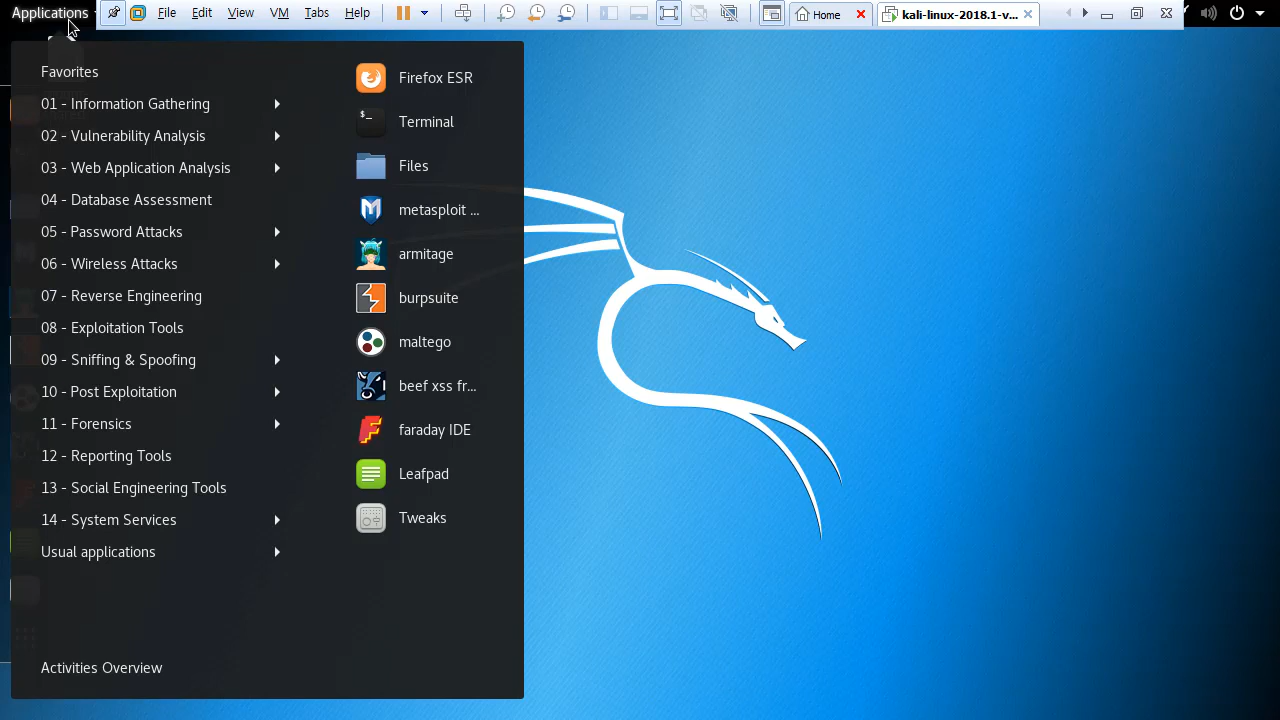 Applications File Edit View VM Tabs Help Home kali-linux-2018.1-v...
Favorites
01 - Information Gathering
02 - Vulnerability Analysis
03 - Web Application Analysis
04 - Database Assessment
05 - Password Attacks
06 - Wireless Attacks
07 - Reverse Engineering
08 - Exploitation Tools
09 - Sniffing & Spoofing
10 - Post Exploitation
11 - Forensics
12 - Reporting Tools
13 - Social Engineering Tools
14 - System Services
Usual applications
Activities Overview
Firefox ESR
$_
Terminal
Files
metasploit ...
armitage
burpsuite
maltego
beef xss fr...
faraday IDE
Leafpad
Tweaks